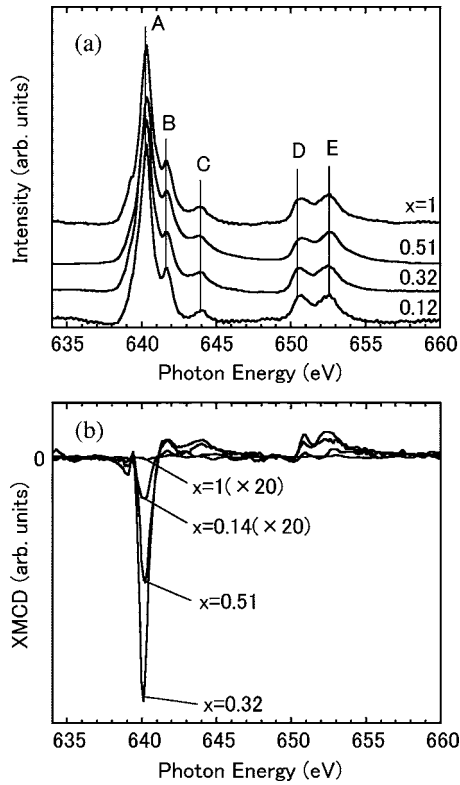 (a)
A
B
C
D
E
x=1
0.51
0.32
0.12
Intensity (arb. units)
635
640
645
650
655
660
Photon Energy (eV)
(b)
0
x=1(×20)
x=0.14(×20)
x=0.51
x=0.32
XMCD (arb. units)
635
640
645
650
655
660
Photon Energy (eV)